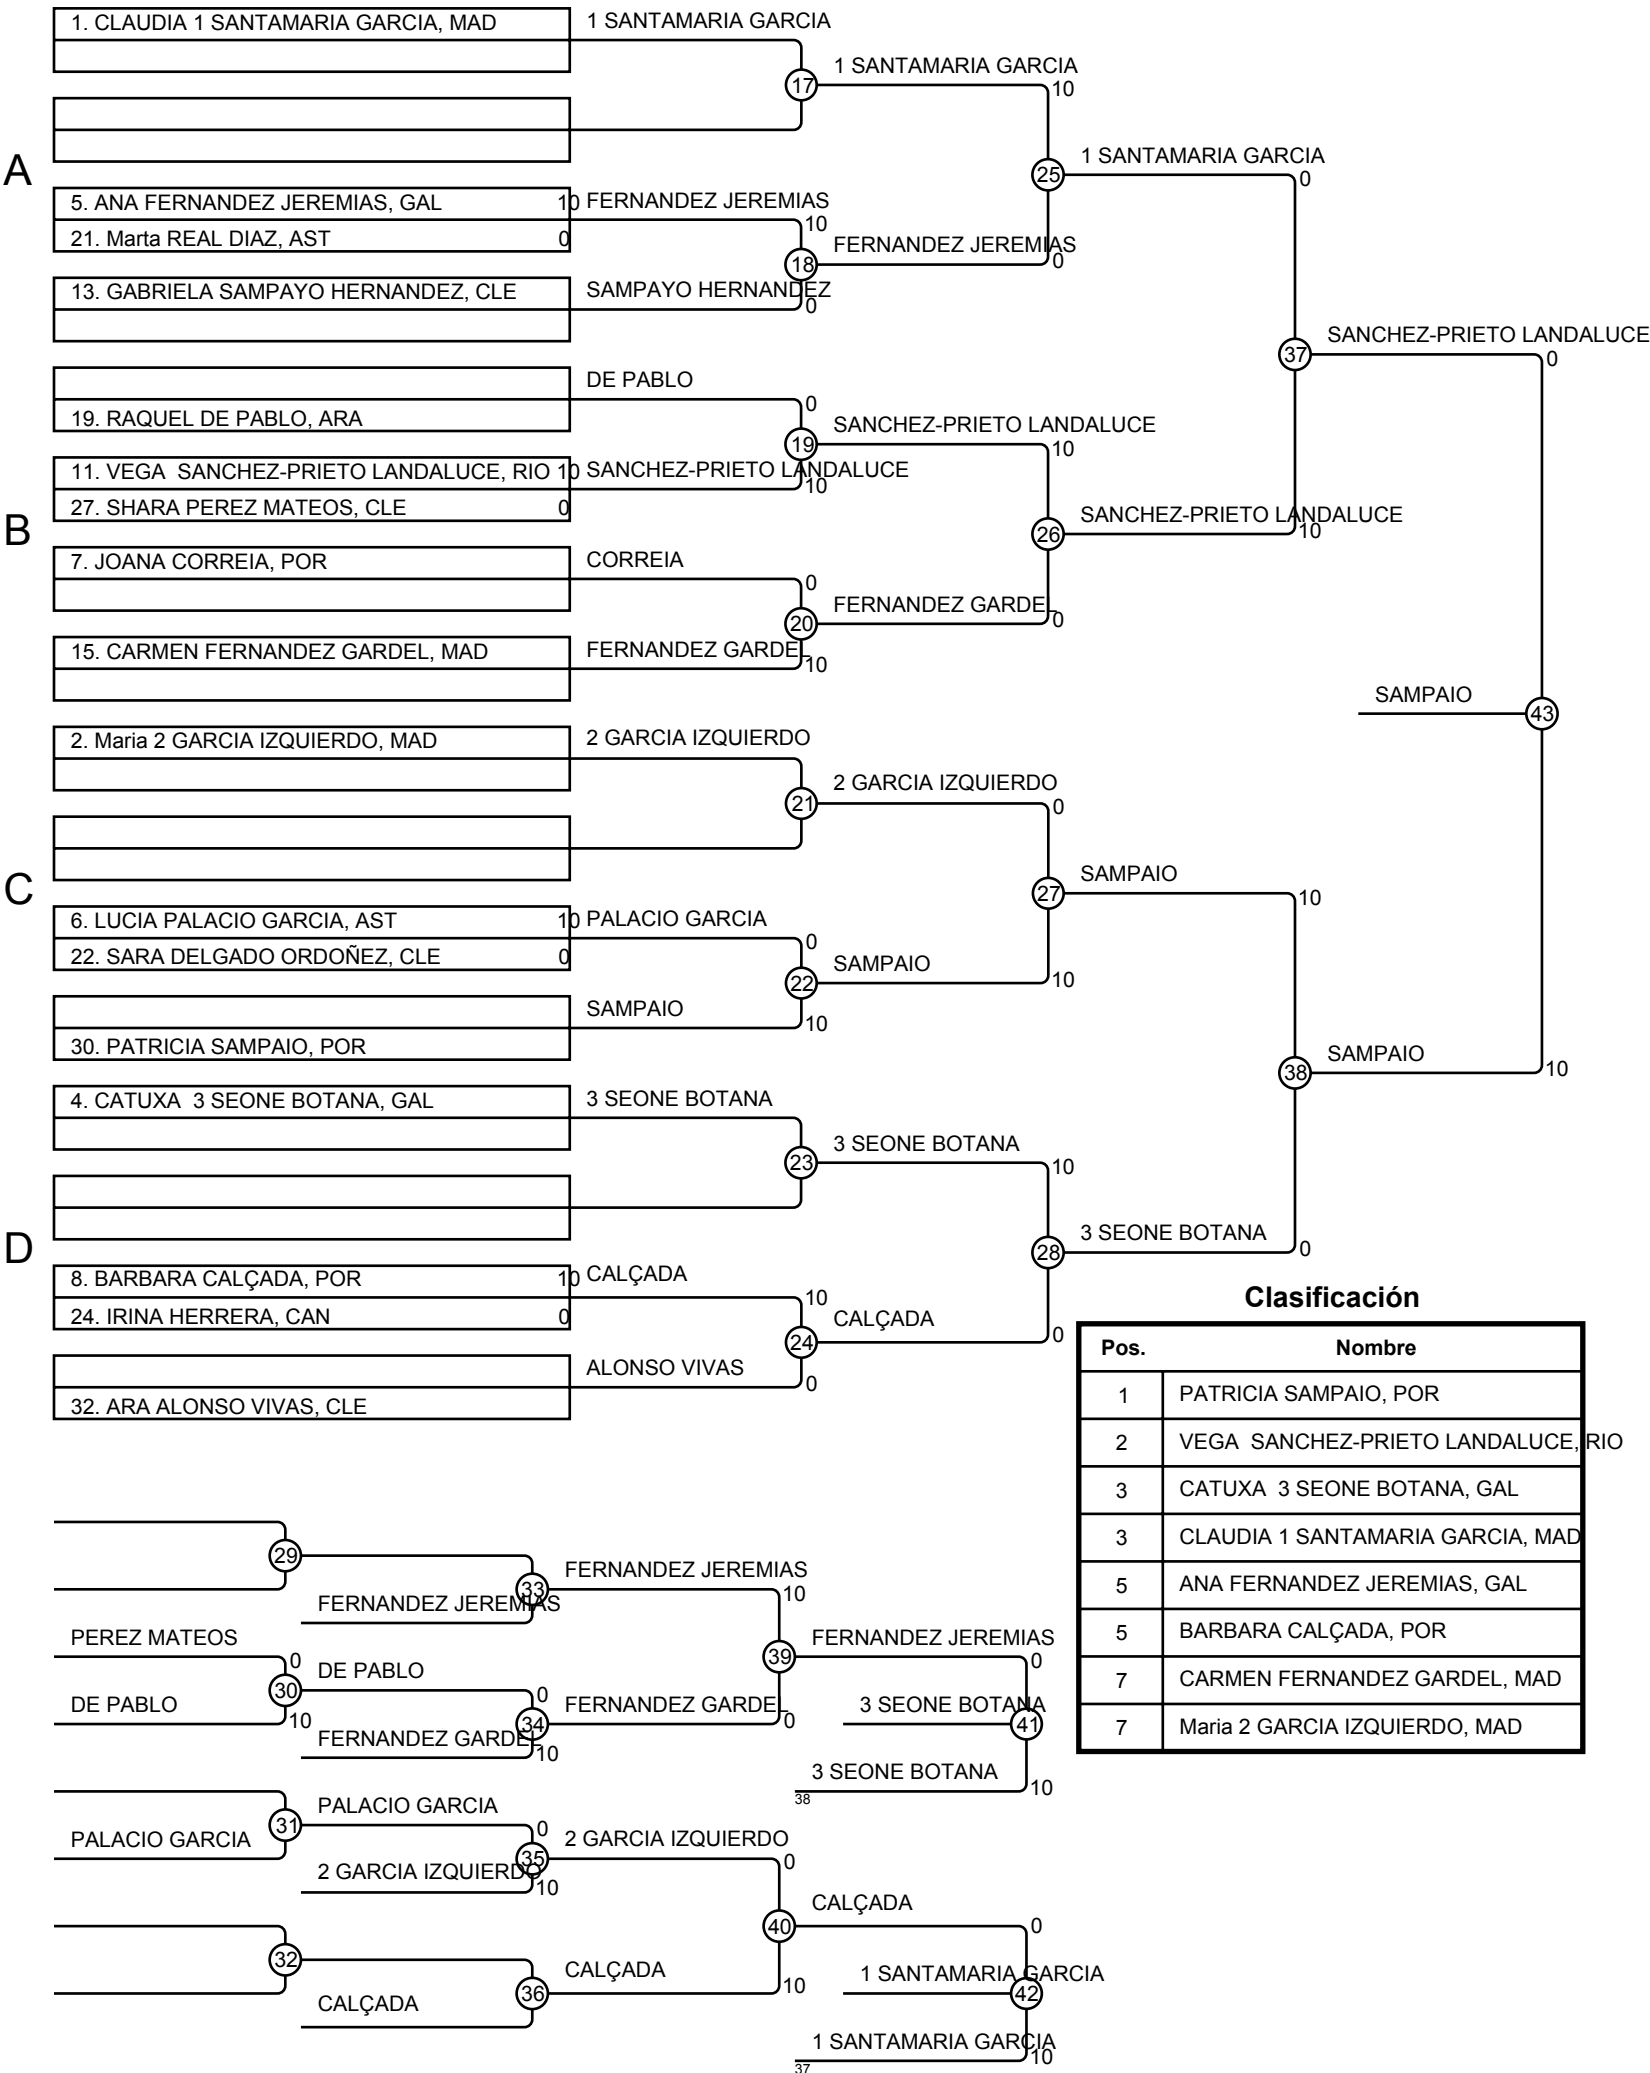 1. CLAUDIA 1 SANTAMARIA GARCIA, MAD
1 SANTAMARIA GARCIA
17
1 SANTAMARIA GARCIA
10
A
25
1 SANTAMARIA GARCIA
0
5. ANA FERNANDEZ JEREMIAS, GAL 10
21. Marta REAL DIAZ, AST 0
FERNANDEZ JEREMIAS
10
18
FERNANDEZ JEREMIAS
0
13. GABRIELA SAMPAYO HERNANDEZ, CLE
SAMPAYO HERNANDEZ
0
37
SANCHEZ-PRIETO LANDALUCE
0
19. RAQUEL DE PABLO, ARA
DE PABLO
0
19
SANCHEZ-PRIETO LANDALUCE
10
11. VEGA  SANCHEZ-PRIETO LANDALUCE, RIO 10
27. SHARA PEREZ MATEOS, CLE 0
SANCHEZ-PRIETO LANDALUCE
10
B
26
SANCHEZ-PRIETO LANDALUCE
10
7. JOANA CORREIA, POR
CORREIA
0
20
FERNANDEZ GARDEL
0
15. CARMEN FERNANDEZ GARDEL, MAD
FERNANDEZ GARDEL
10
SAMPAIO
43
2. Maria 2 GARCIA IZQUIERDO, MAD
2 GARCIA IZQUIERDO
21
2 GARCIA IZQUIERDO
0
C
27
SAMPAIO
10
6. LUCIA PALACIO GARCIA, AST 10
22. SARA DELGADO ORDOÑEZ, CLE 0
PALACIO GARCIA
0
22
SAMPAIO
10
30. PATRICIA SAMPAIO, POR
SAMPAIO
10
38
SAMPAIO
10
4. CATUXA  3 SEONE BOTANA, GAL
3 SEONE BOTANA
23
3 SEONE BOTANA
10
D
28
3 SEONE BOTANA
0
8. BARBARA CALÇADA, POR 10
24. IRINA HERRERA, CAN 0
CALÇADA
10
24
CALÇADA
0
32. ARA ALONSO VIVAS, CLE
ALONSO VIVAS
0
Clasificación
Pos. Nombre
1 PATRICIA SAMPAIO, POR
2 VEGA  SANCHEZ-PRIETO LANDALUCE, RIO
3 CATUXA  3 SEONE BOTANA, GAL
3 CLAUDIA 1 SANTAMARIA GARCIA, MAD
5 ANA FERNANDEZ JEREMIAS, GAL
5 BARBARA CALÇADA, POR
7 CARMEN FERNANDEZ GARDEL, MAD
7 Maria 2 GARCIA IZQUIERDO, MAD
29
FERNANDEZ JEREMIAS
33
FERNANDEZ JEREMIAS
10
PEREZ MATEOS
0
30
DE PABLO
10
DE PABLO
0
34
FERNANDEZ GARDEL
10
FERNANDEZ GARDEL
0
39
FERNANDEZ JEREMIAS
0
3 SEONE BOTANA
41
3 SEONE BOTANA
10
38
31
PALACIO GARCIA
PALACIO GARCIA
0
35
2 GARCIA IZQUIERDO
10
2 GARCIA IZQUIERDO
0
40
CALÇADA
0
32
CALÇADA
36
CALÇADA
10
1 SANTAMARIA GARCIA
42
1 SANTAMARIA GARCIA
10
37